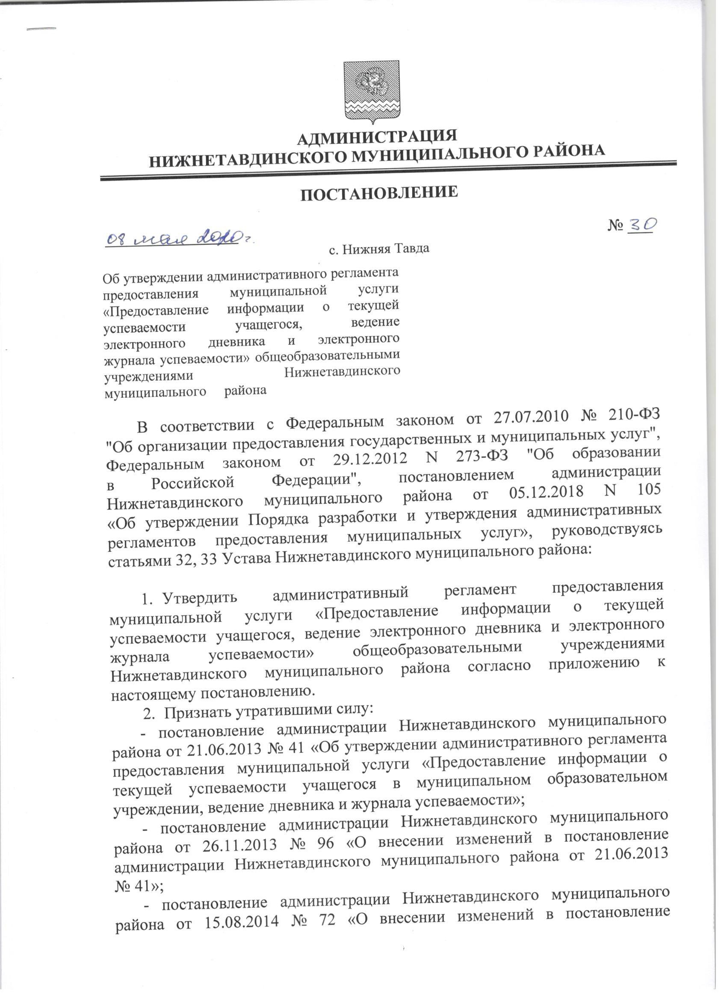 АДМИНИСТРАЦИЯ
НИЖНЕТАВДИНСКОГО МУНИЦИПАЛЬНОГО РАЙОНА
ПОСТАНОВЛЕНИЕ
08 мая 2020 г.
№ 30
с. Нижняя Тавда
Об утверждении административного регламента
предоставления муниципальной услуги
«Предоставление информации о текущей
успеваемости учащегося, ведение
электронного дневника и электронного
журнала успеваемости» общеобразовательными
учреждениями Нижнетавдинского
муниципального района
В соответствии с Федеральным законом от 27.07.2010 № 210-ФЗ
"Об организации предоставления государственных и муниципальных услуг",
Федеральным законом от 29.12.2012 N 273-ФЗ "Об образовании
в Российской Федерации", постановлением администрации
Нижнетавдинского муниципального района от 05.12.2018 N 105
«Об утверждении Порядка разработки и утверждения административных
регламентов предоставления муниципальных услуг», руководствуясь
статьями 32, 33 Устава Нижнетавдинского муниципального района:
1. Утвердить административный регламент предоставления
муниципальной услуги «Предоставление информации о текущей
успеваемости учащегося, ведение электронного дневника и электронного
журнала успеваемости» общеобразовательными учреждениями
Нижнетавдинского муниципального района согласно приложению к
настоящему постановлению.
2. Признать утратившими силу:
- постановление администрации Нижнетавдинского муниципального
района от 21.06.2013 № 41 «Об утверждении административного регламента
предоставления муниципальной услуги «Предоставление информации о
текущей успеваемости учащегося в муниципальном образовательном
учреждении, ведение дневника и журнала успеваемости»;
- постановление администрации Нижнетавдинского муниципального
района от 26.11.2013 № 96 «О внесении изменений в постановление
администрации Нижнетавдинского муниципального района от 21.06.2013
№ 41»;
- постановление администрации Нижнетавдинского муниципального
района от 15.08.2014 № 72 «О внесении изменений в постановление